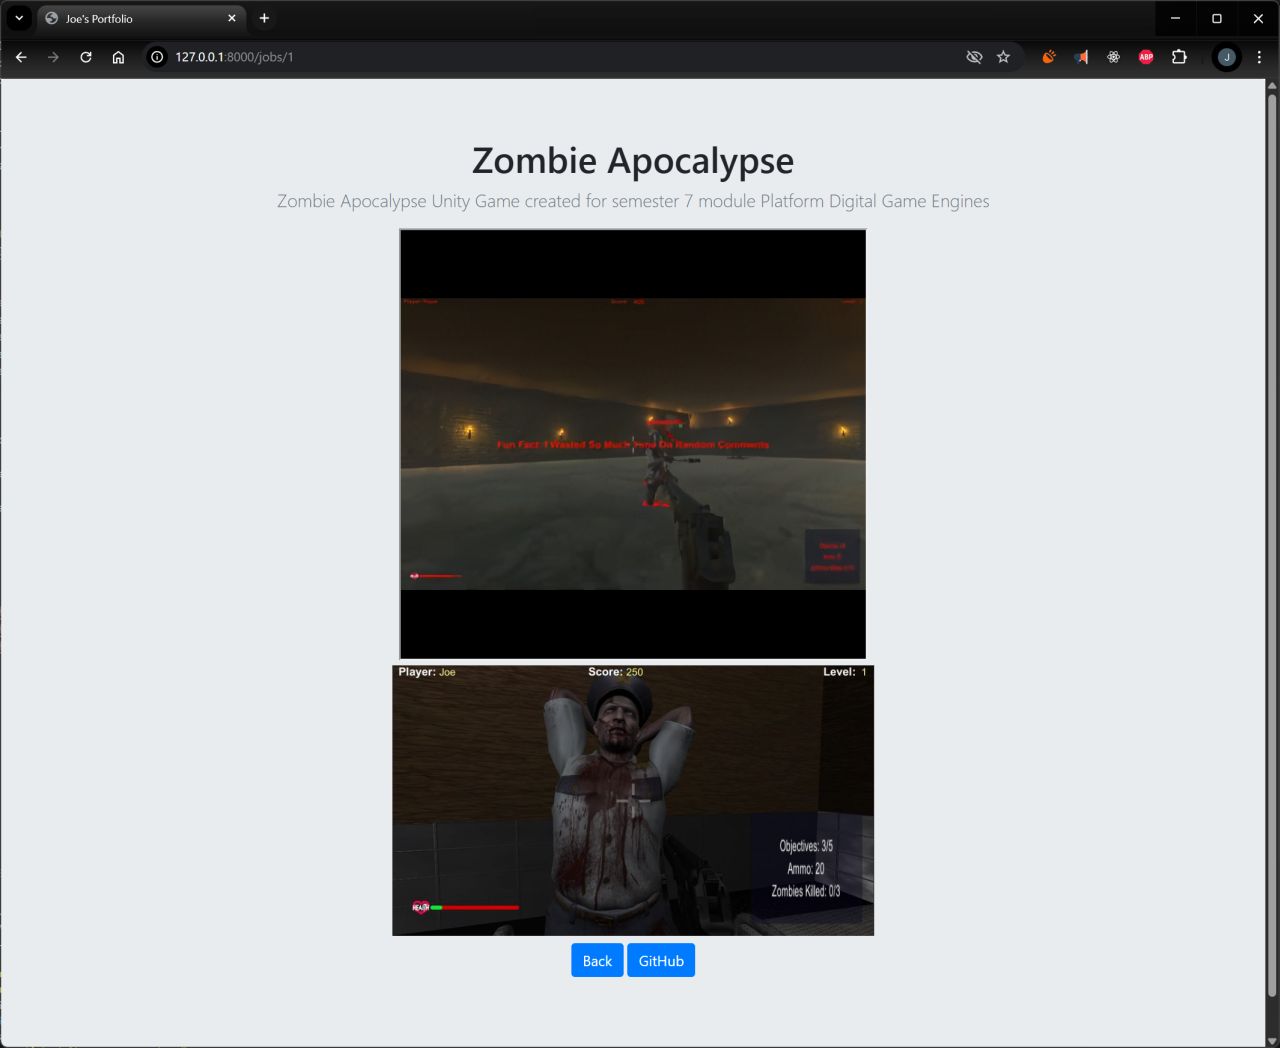 Joe's Portfolio
127.0.0.1:8000/jobs/1
ABP
J
Zombie Apocalypse
Zombie Apocalypse Unity Game created for semester 7 module Platform Digital Game Engines
Fun Fact: I Wasted So Much Time On Random Comments
Player: Joe Score: 250 Level: 1
Objectives: 3/5
Ammo: 20
Zombies Killed: 0/3
HEALTH
Back GitHub